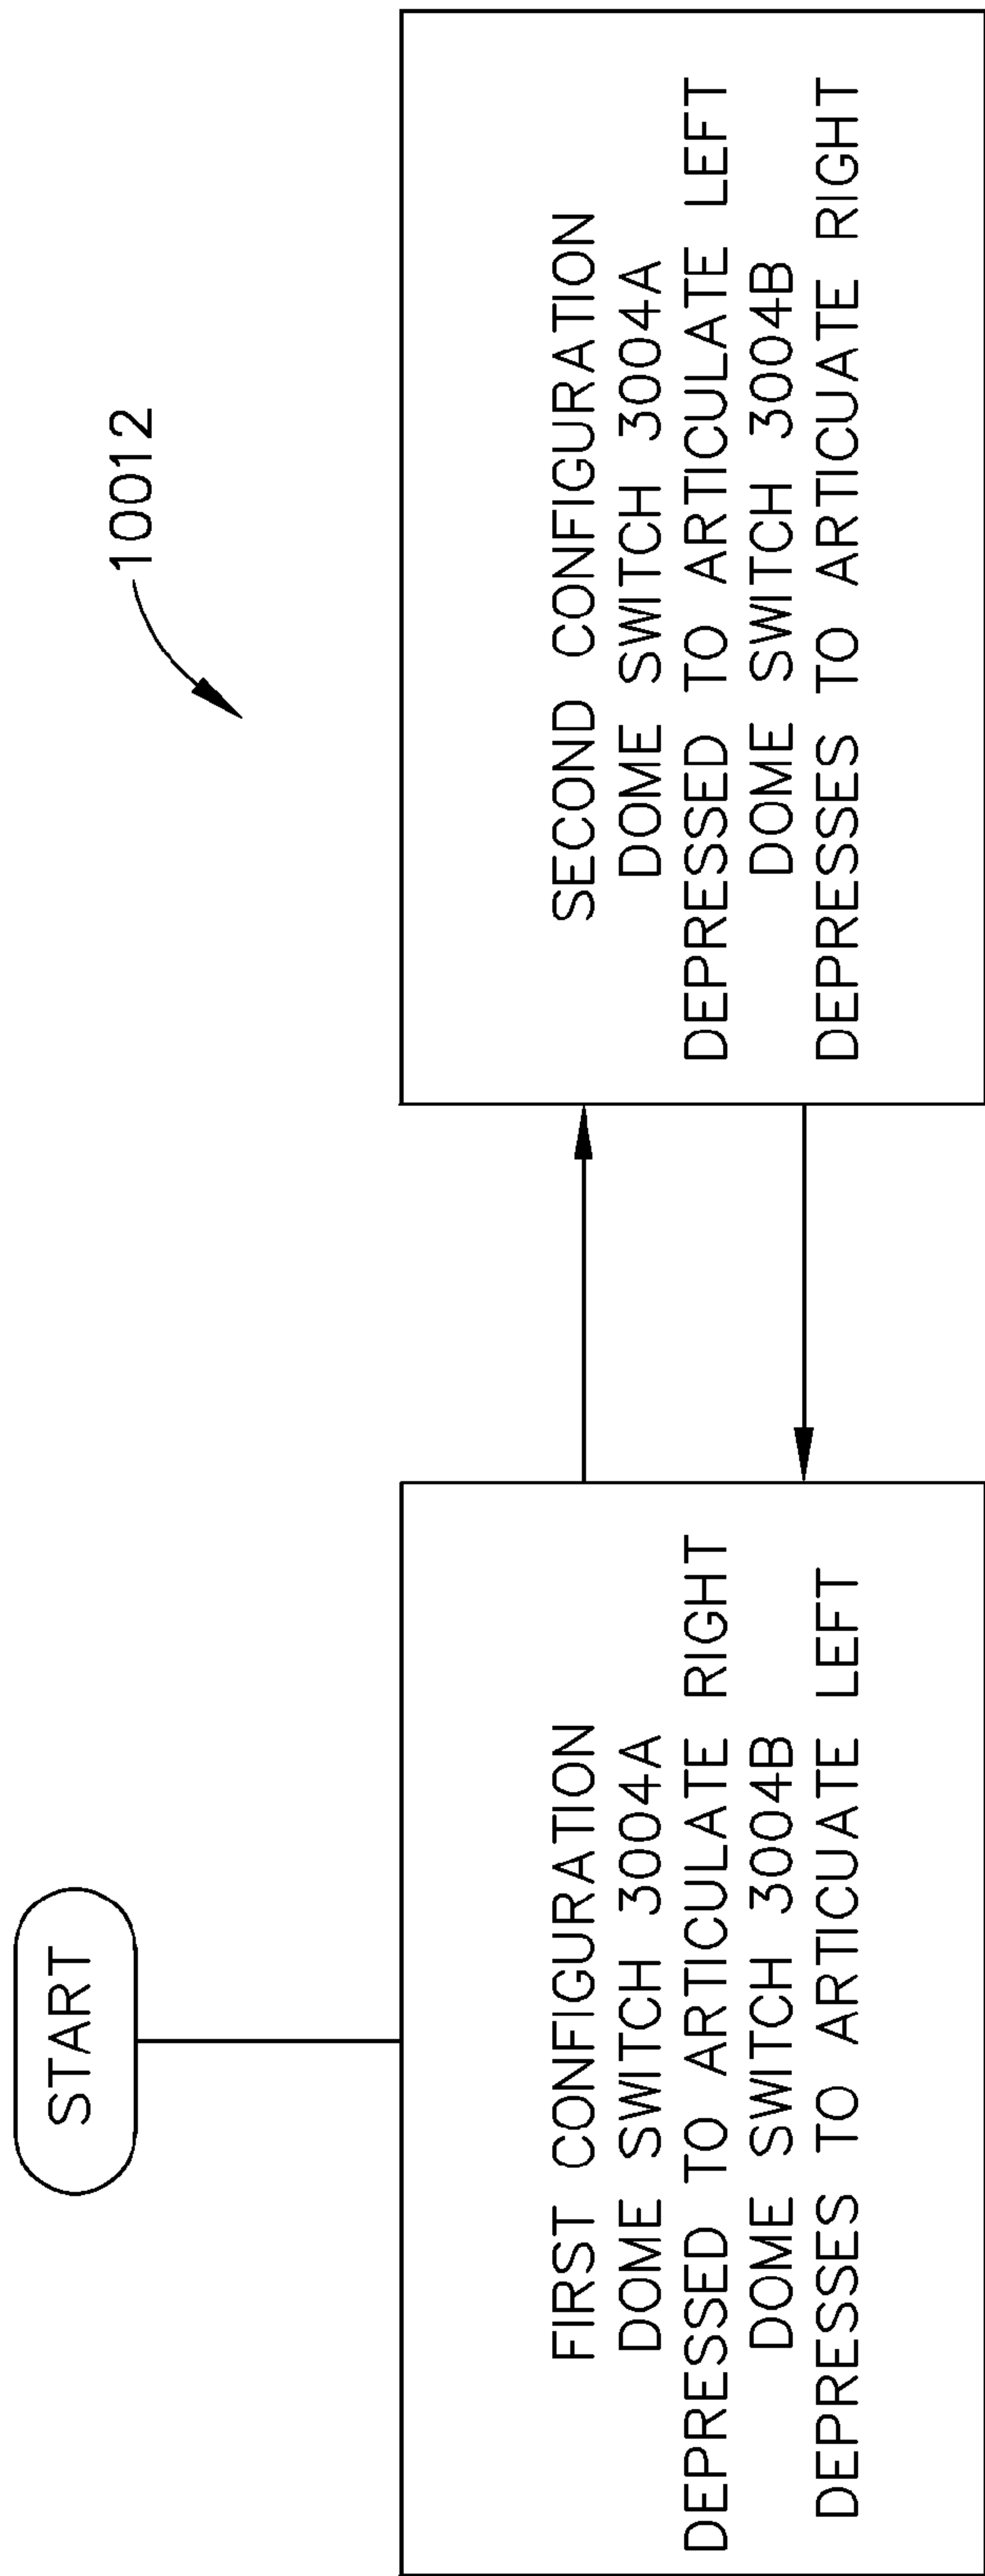 10012
START
FIRST CONFIGURATION
DOME SWITCH 3004A
DEPRESSED TO ARTICULATE RIGHT
DOME SWITCH 3004B
DEPRESSES TO ARTICUATE LEFT
SECOND CONFIGURATION
DOME SWITCH 3004A
DEPRESSED TO ARTICULATE LEFT
DOME SWITCH 3004B
DEPRESSES TO ARTICUATE RIGHT